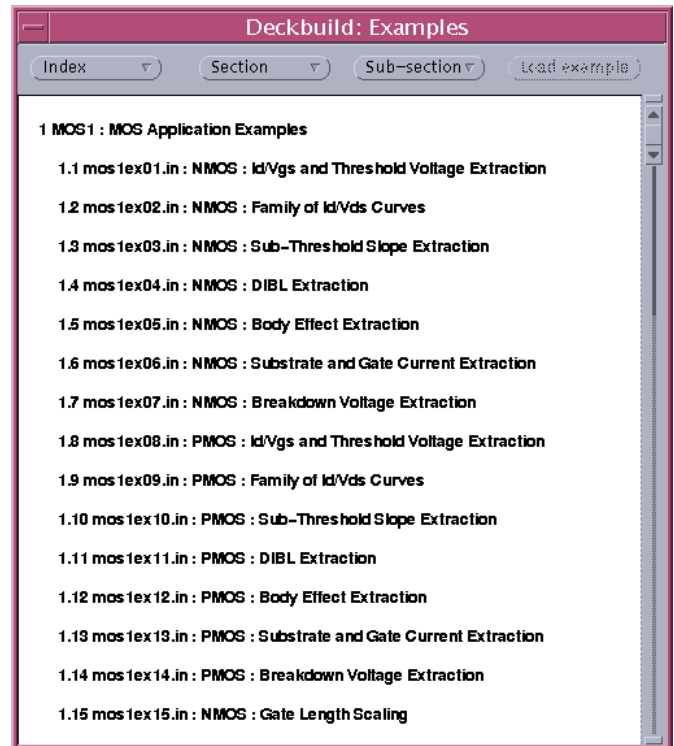 Deckbuild: Examples
Index Section Sub-section Load example
1 MOS1 : MOS Application Examples
1.1 mos1ex01.in : NMOS : Id/Vgs and Threshold Voltage Extraction
1.2 mos1ex02.in : NMOS : Family of Id/Vds Curves
1.3 mos1ex03.in : NMOS : Sub-Threshold Slope Extraction
1.4 mos1ex04.in : NMOS : DIBL Extraction
1.5 mos1ex05.in : NMOS : Body Effect Extraction
1.6 mos1ex06.in : NMOS : Substrate and Gate Current Extraction
1.7 mos1ex07.in : NMOS : Breakdown Voltage Extraction
1.8 mos1ex08.in : PMOS : Id/Vgs and Threshold Voltage Extraction
1.9 mos1ex09.in : PMOS : Family of Id/Vds Curves
1.10 mos1ex10.in : PMOS : Sub-Threshold Slope Extraction
1.11 mos1ex11.in : PMOS : DIBL Extraction
1.12 mos1ex12.in : PMOS : Body Effect Extraction
1.13 mos1ex13.in : PMOS : Substrate and Gate Current Extraction
1.14 mos1ex14.in : PMOS : Breakdown Voltage Extraction
1.15 mos1ex15.in : NMOS : Gate Length Scaling